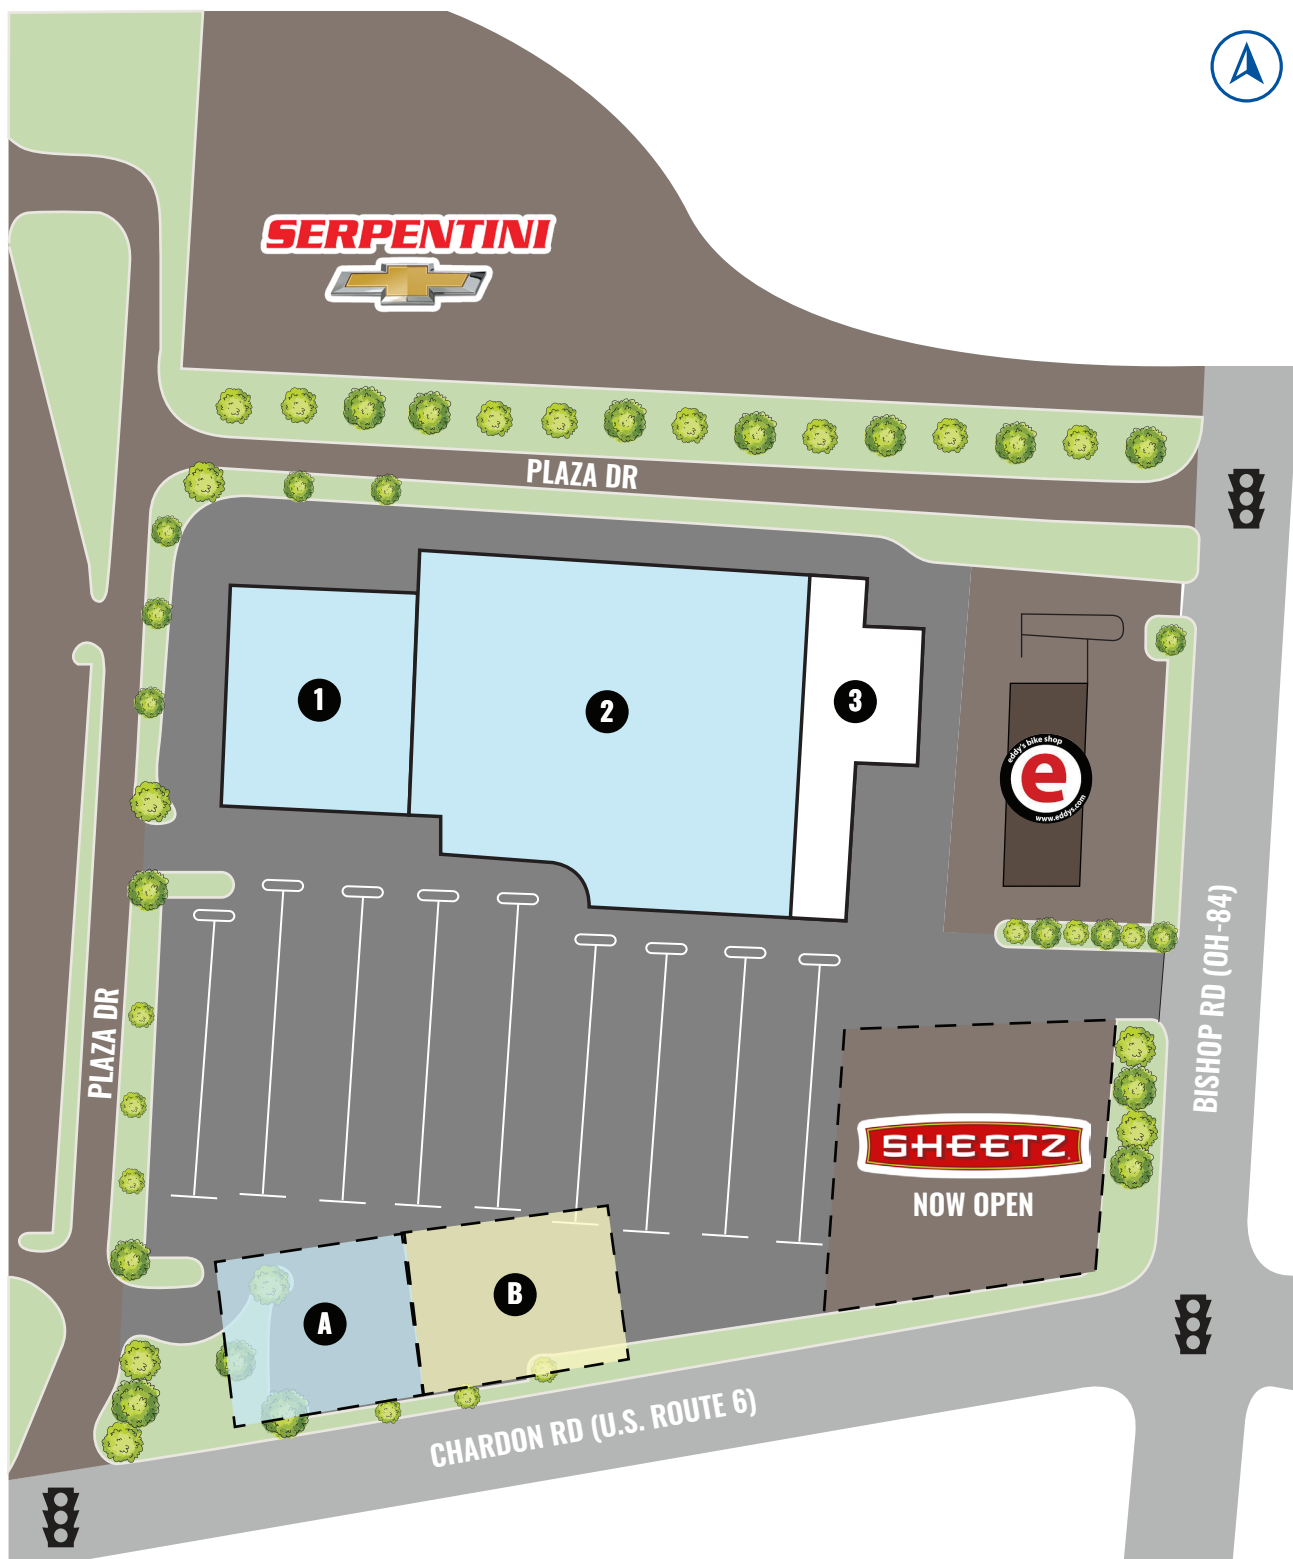 SERPENTINI
PLAZA DR
1
2
3
eddy's bike shop
e
www.eddys.com
PLAZA DR
BISHOP RD (OH-84)
SHEETZ
NOW OPEN
A
B
CHARDON RD (U.S. ROUTE 6)